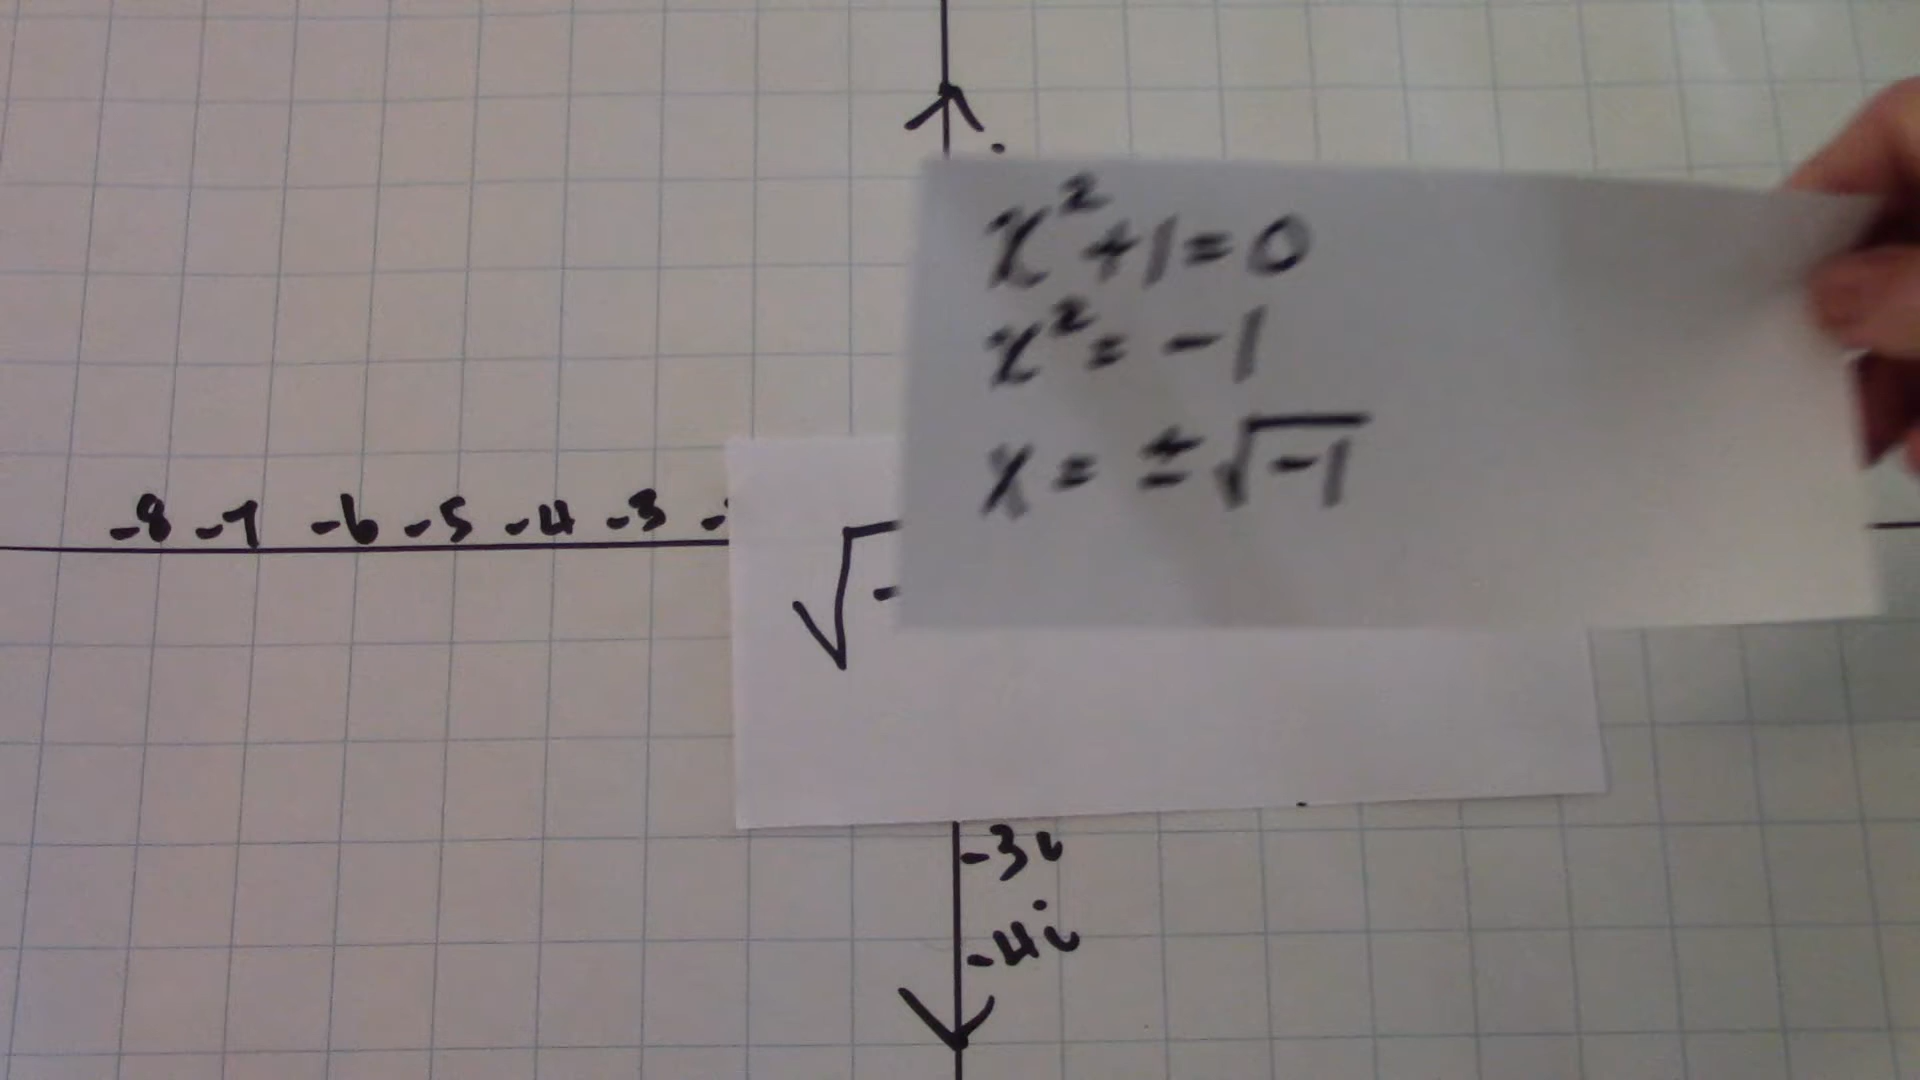 x²+1=0
x²= -1
x = ±√-1
-8 -7 -6 -5 -4 -3
√-
-3i
-4i